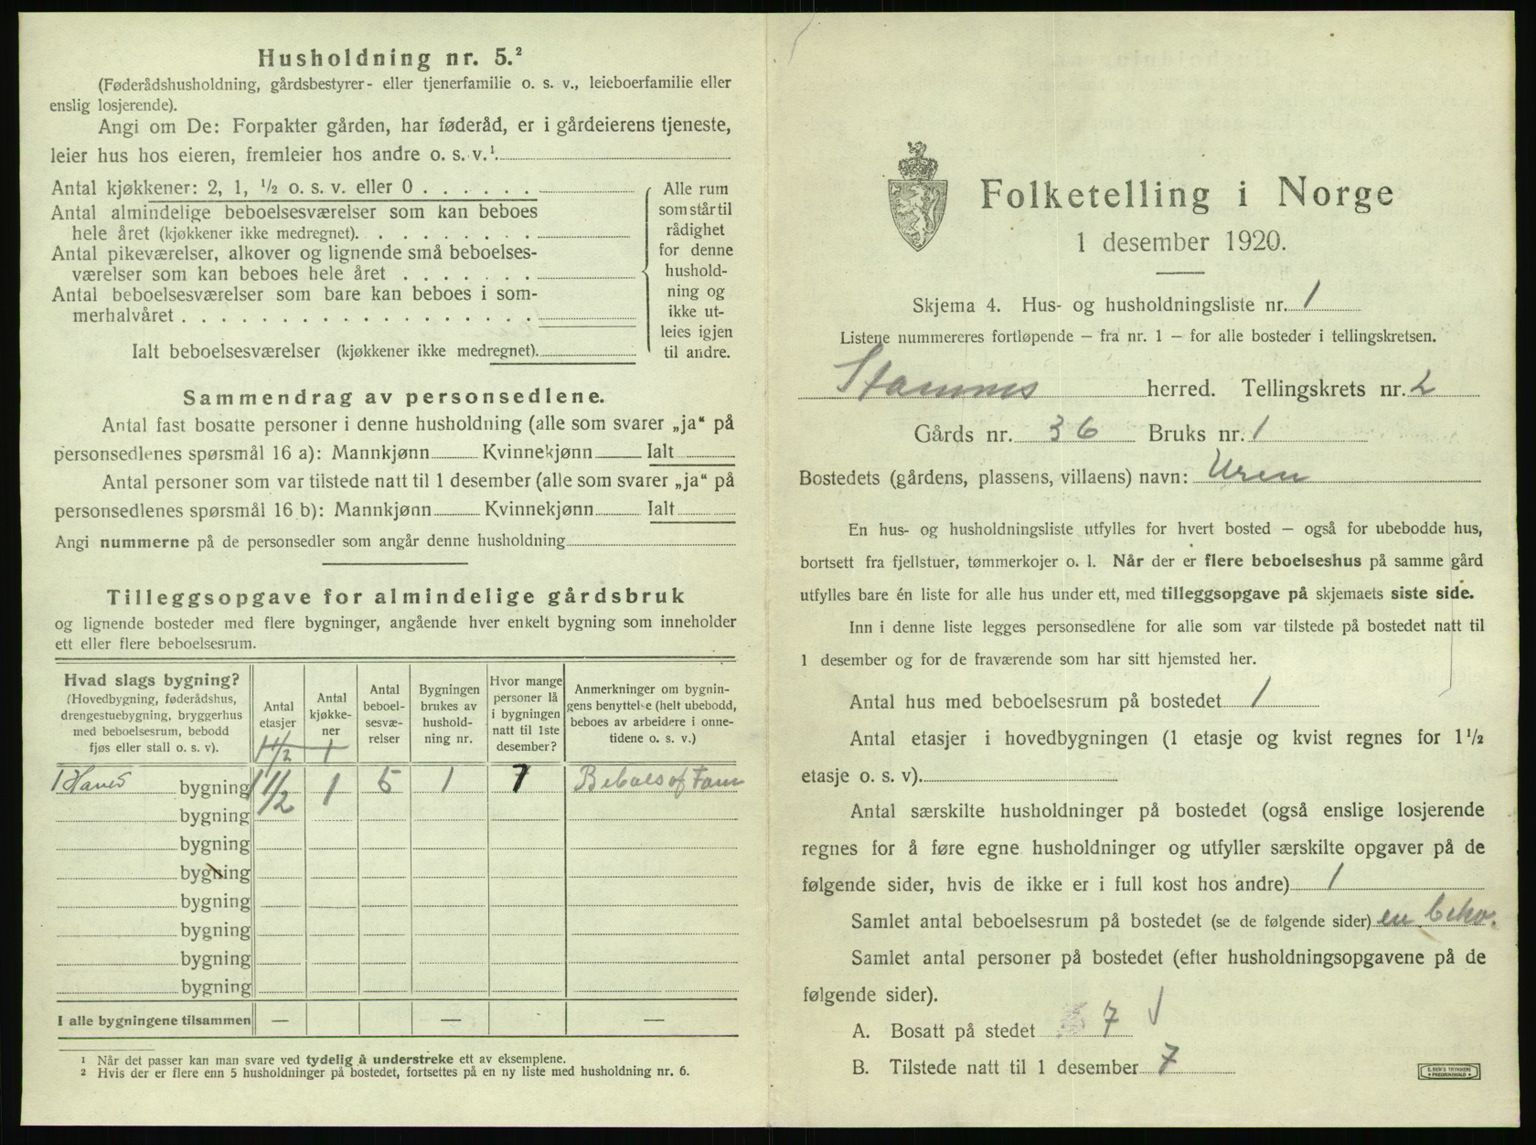 Husholdning nr. 5.²
(Føderådshusholdning, gårdsbestyrer- eller tjenerfamilie o. s. v., leieboerfamilie eller
enslig losjerende).
Angi om De: Forpakter gården, har føderåd, er i gårdeierens tjeneste,
leier hus hos eieren, fremleier hos andre o. s. v.¹.
Antal kjøkkener: 2, 1, ½ o. s. v. eller 0 . . . . . .
Antal almindelige beboelsesværelser som kan beboes
hele året (kjøkkener ikke medregnet). . . . . . . . .
Antal pikeværelser, alkover og lignende små beboelses-
værelser som kan beboes hele året . . . . . . .
Antal beboelsesværelser som bare kan beboes i som-
merhalvåret . . . . . . . . . . . . . . . . . .
Ialt beboelsesværelser (kjøkkener ikke medregnet).
Alle rum
som står til
rådighet
for denne
hushold-
ning og
ikke ut-
leies igjen
til andre.
Sammendrag av personsedlene.
Antal fast bosatte personer i denne husholdning (alle som svarer „ja“ på
personsedlenes spørsmål 16 a): Mannkjønn Kvinnekjønn Ialt
Antal personer som var tilstede natt til 1 desember (alle som svarer „ja“ på
personsedlenes spørsmål 16 b): Mannkjønn Kvinnekjønn Ialt
Angi nummerne på de personsedler som angår denne husholdning
Tilleggsopgave for almindelige gårdsbruk
og lignende bosteder med flere bygninger, angående hver enkelt bygning som inneholder
ett eller flere beboelsesrum.
Hvad slags bygning?
(Hovedbygning, føderådshus,
drengestuebygning, bryggerhus
med beboelsesrum, bebodd
fjøs eller stall o. s. v).
Antal
etasjer
Antal
kjøkke-
ner
Antal
beboel-
sesvæ-
relser
Bygningen
brukes av
hushold-
ning nr.
Hvor mange
personer lå
i bygningen
natt til 1ste
desember?
Anmerkninger om bygnin-
gens benyttelse (helt ubebodd,
beboes av arbeidere i onne-
tidene o. s. v.)
1½ 1
bygning 1½ 1 5 1 7 Beboes of Fam
bygning
bygning
bygning
bygning
bygning
bygning
bygning
I alle bygningene tilsammen — — —
¹ Når det passer kan man svare ved tydelig å understreke ett av eksemplene.
² Hvis der er flere enn 5 husholdninger på bostedet, fortsettes på en ny liste med husholdning nr. 6.
Folketelling i Norge
1 desember 1920.
Skjema 4. Hus- og husholdningsliste nr. 1
Listene nummereres fortløpende – fra nr. 1 – for alle bosteder i tellingskretsen.
Stamnes herred. Tellingskrets nr. 2
Gårds nr. 36 Bruks nr. 1
Bostedets (gårdens, plassens, villaens) navn: Uren
En hus- og husholdningsliste utfylles for hvert bosted – også for ubebodde hus,
bortsett fra fjellstuer, tømmerkojer o. l. Når der er flere beboelseshus på samme gård
utfylles bare én liste for alle hus under ett, med tilleggsopgave på skjemaets siste side.
Inn i denne liste legges personsedlene for alle som var tilstede på bostedet natt til
1 desember og for de fraværende som har sitt hjemsted her.
Antal hus med beboelsesrum på bostedet 1
Antal etasjer i hovedbygningen (1 etasje og kvist regnes for 1½
etasje o. s. v).
Antal særskilte husholdninger på bostedet (også enslige losjerende
regnes for å føre egne husholdninger og utfyller særskilte opgaver på de
følgende sider, hvis de ikke er i full kost hos andre) 1
Samlet antal beboelsesrum på bostedet (se de følgende sider) en
Samlet antal personer på bostedet (efter husholdningsopgavene på de
følgende sider).
A. Bosatt på stedet 7
B. Tilstede natt til 1 desember 7